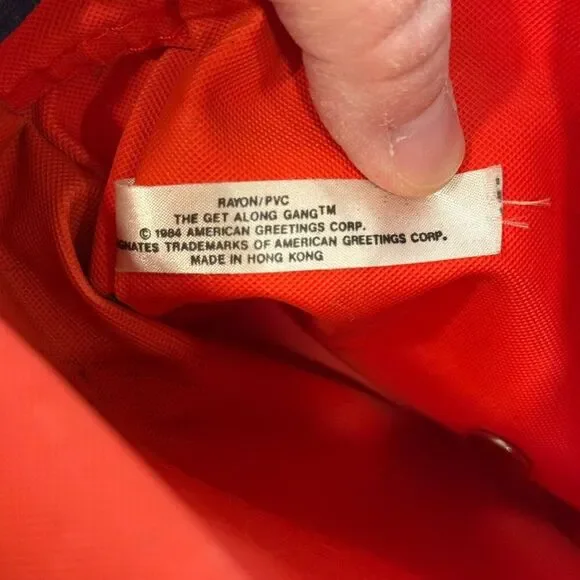 RAYON/PVC
THE GET ALONG GANG™
© 1984 AMERICAN GREETINGS CORP.
GNATES TRADEMARKS OF AMERICAN GREETINGS CORP.
MADE IN HONG KONG